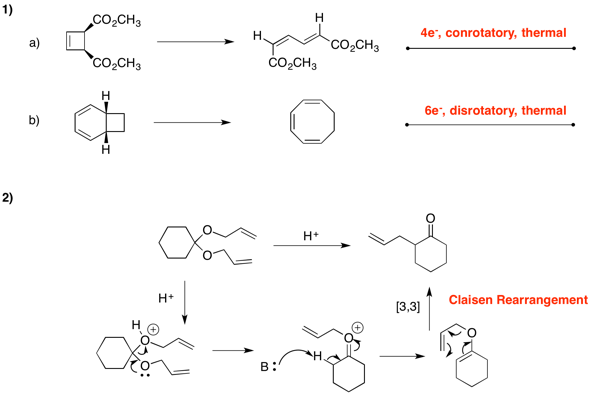 1)
a)
CO₂CH₃
CO₂CH₃
H
H
CO₂CH₃
CO₂CH₃
4e⁻, conrotatory, thermal
b)
H
H
6e⁻, disrotatory, thermal
2)
O
O
H⁺
O
H⁺
H
O
+
O
B:
H
O
+
[3,3]
Claisen Rearrangement
O